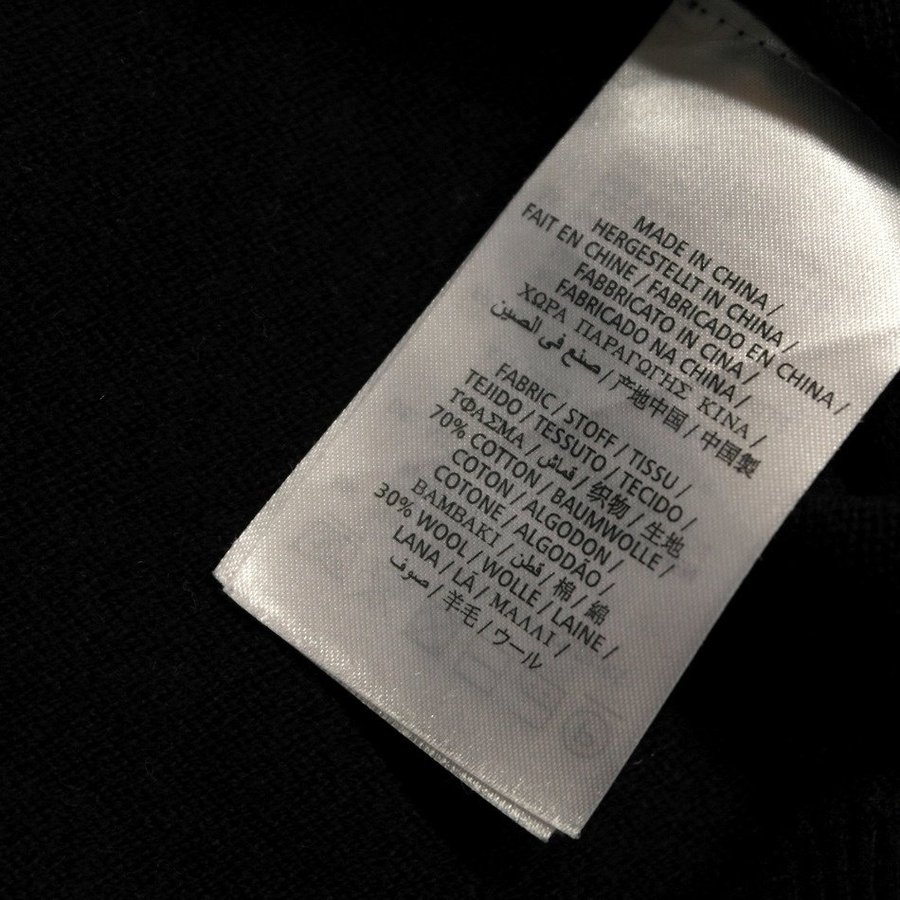 MADE IN CHINA /
HERGESTELLT IN CHINA /
FAIT EN CHINE / FABRICADO EN CHINA /
FABBRICATO IN CINA /
FABRICADO NA CHINA /
ΧΩΡΑ ΠΑΡΑΓΩΓΗΣ ΚΙΝΑ /
صنع في الصين / 产地中国 / 中国製
FABRIC / STOFF / TISSU /
TEJIDO / TESSUTO / TECIDO /
ΤΦΑΣΜΑ / قماش / 织物 / 生地
70% COTTON / BAUMWOLLE /
COTON / ALGODON /
COTONE / ALGODÃO /
ΒΑΜΒΑΚΙ / قطن / 棉 / 綿
30% WOOL / WOLLE / LAINE /
LANA / LÃ / ΜΑΛΛΙ /
صوف / 羊毛 / ウール